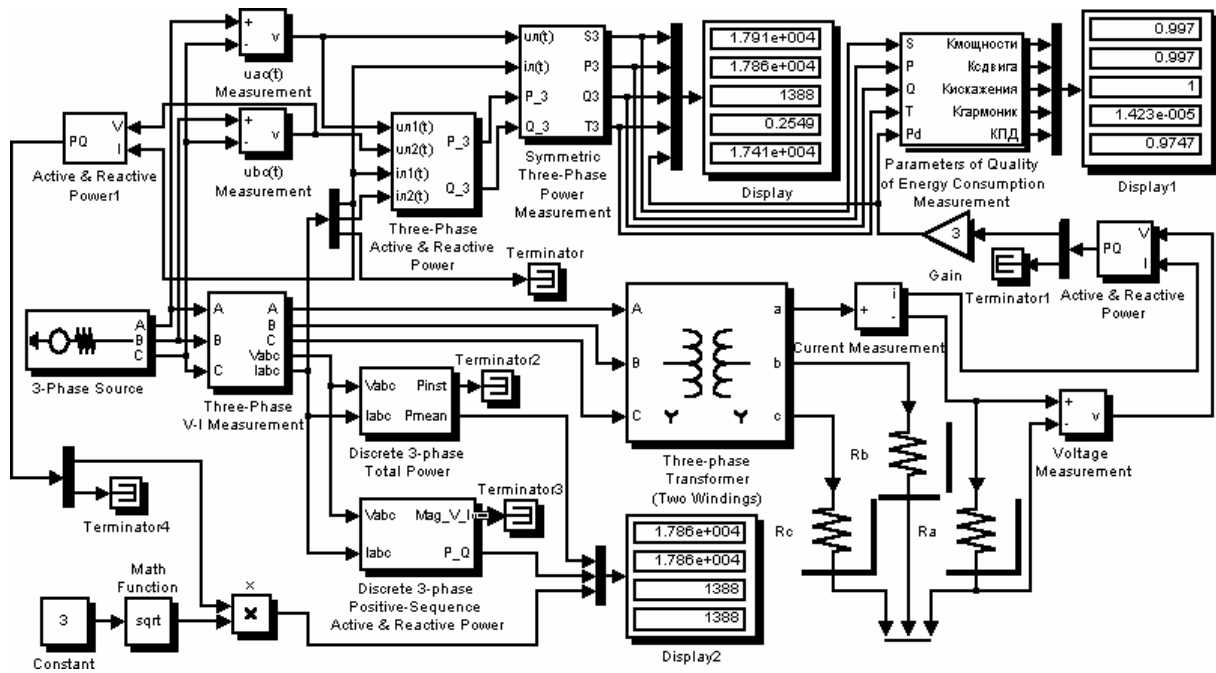 +
-
v
uac(t)
Measurement
+
-
v
ubc(t)
Measurement
PQ
V
I
Active & Reactive
Power1
uл1(t)
uл2(t)
iл1(t)
iл2(t)
P_3
Q_3
Three-Phase
Active & Reactive
Power
uл(t)
iл(t)
P_3
Q_3
S3
P3
Q3
T3
Symmetric
Three-Phase
Power
Measurement
1.791e+004
1.786e+004
1388
0.2549
1.741e+004
Display
S
P
Q
T
Pd
Kмощности
Kсдвига
Kискажения
Kгармоник
КПД
Parameters of Quality
of Energy Consumption
Measurement
0.997
0.997
1
1.423e-005
0.9747
Display1
3
Gain
Terminator1
PQ
V
I
Active & Reactive
Power
Terminator
A
B
C
3-Phase Source
A
B
C
A
B
C
Vabc
Iabc
Three-Phase
V-I Measurement
A
B
C
a
b
c
Three-phase
Transformer
(Two Windings)
+
i
-
Current Measurement
Terminator2
Vabc
Iabc
Pinst
Pmean
Discrete 3-phase
Total Power
+
-
v
Voltage
Measurement
Rb
Rc
Ra
Terminator4
Vabc
Iabc
Mag_V_I
P_Q
Terminator3
Discrete 3-phase
Positive-Sequence
Active & Reactive Power
1.786e+004
1.786e+004
1388
1388
Display2
3
Constant
Math
Function
sqrt
x
×